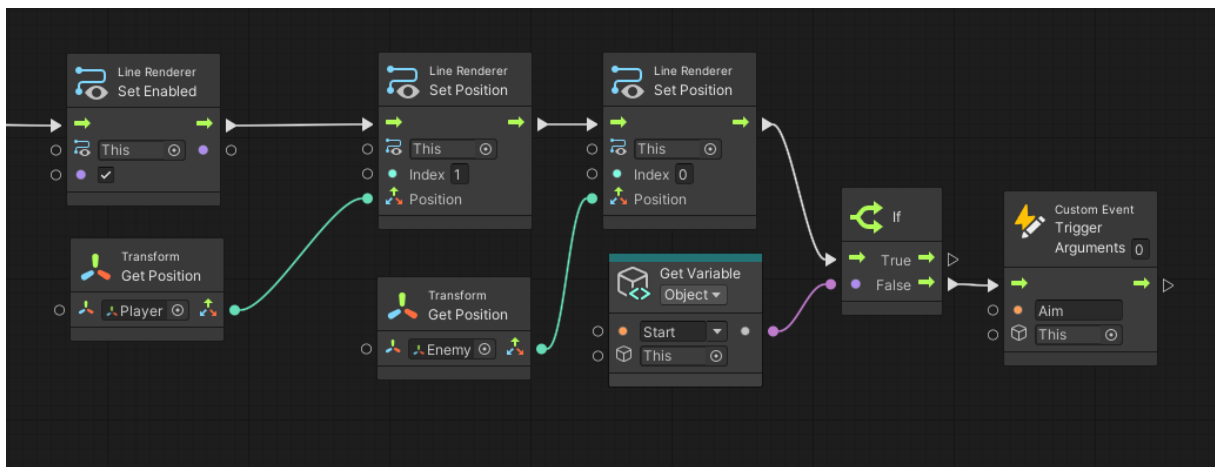 Line Renderer
Set Enabled
This
Transform
Get Position
Player
Line Renderer
Set Position
This
Index 1
Position
Transform
Get Position
Enemy
Line Renderer
Set Position
This
Index 0
Position
Get Variable
Object
Start
This
If
True
False
Custom Event
Trigger
Arguments 0
Aim
This